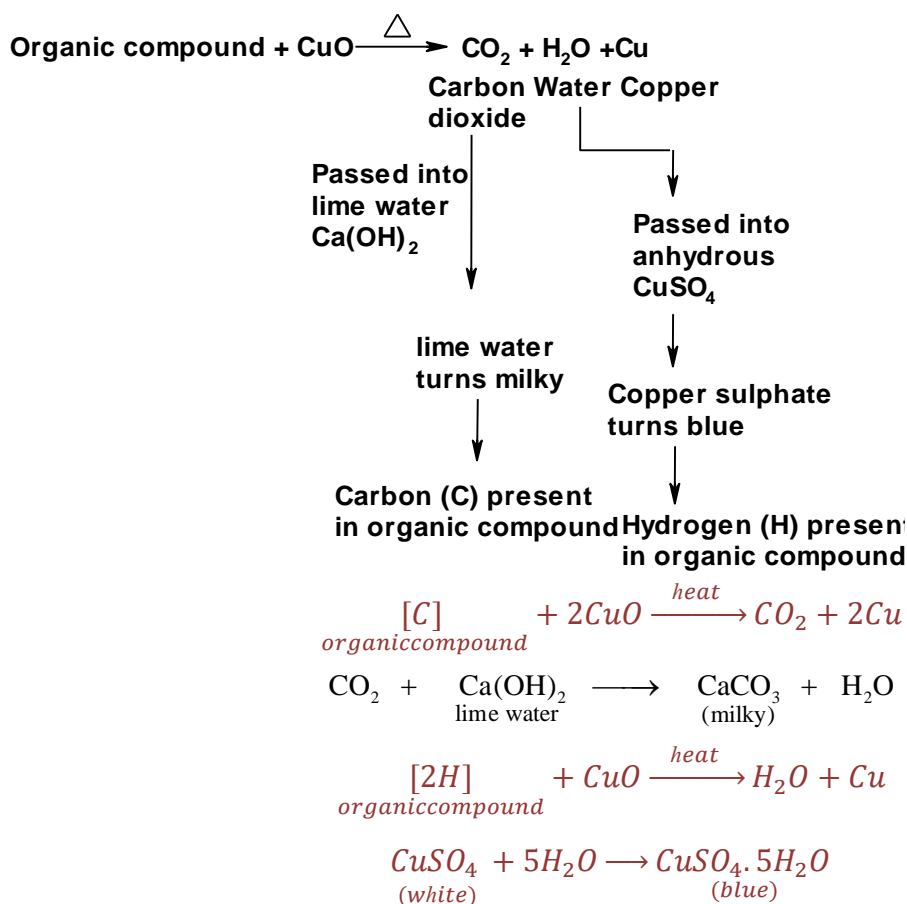 Organic compound + CuO △ ⟶ CO₂ + H₂O +Cu
Carbon Water Copper
dioxide
Passed into
lime water
Ca(OH)₂
Passed into
anhydrous
CuSO₄
lime water
turns milky
Copper sulphate
turns blue
Carbon (C) present
in organic compound
Hydrogen (H) present
in organic compound
[C] + 2CuO heat ⟶ CO₂ + 2Cu
organiccompound
CO₂ + Ca(OH)₂ ⟶ CaCO₃ + H₂O
lime water (milky)
[2H] + CuO heat ⟶ H₂O + Cu
organiccompound
CuSO₄ + 5H₂O ⟶ CuSO₄. 5H₂O
(white) (blue)